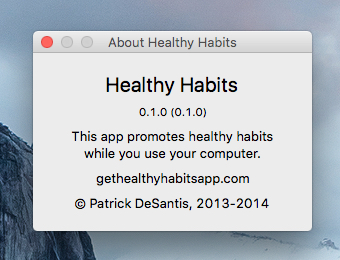 About Healthy Habits
Healthy Habits
0.1.0 (0.1.0)
This app promotes healthy habits
while you use your computer.
gethealthyhabitsapp.com
© Patrick DeSantis, 2013-2014